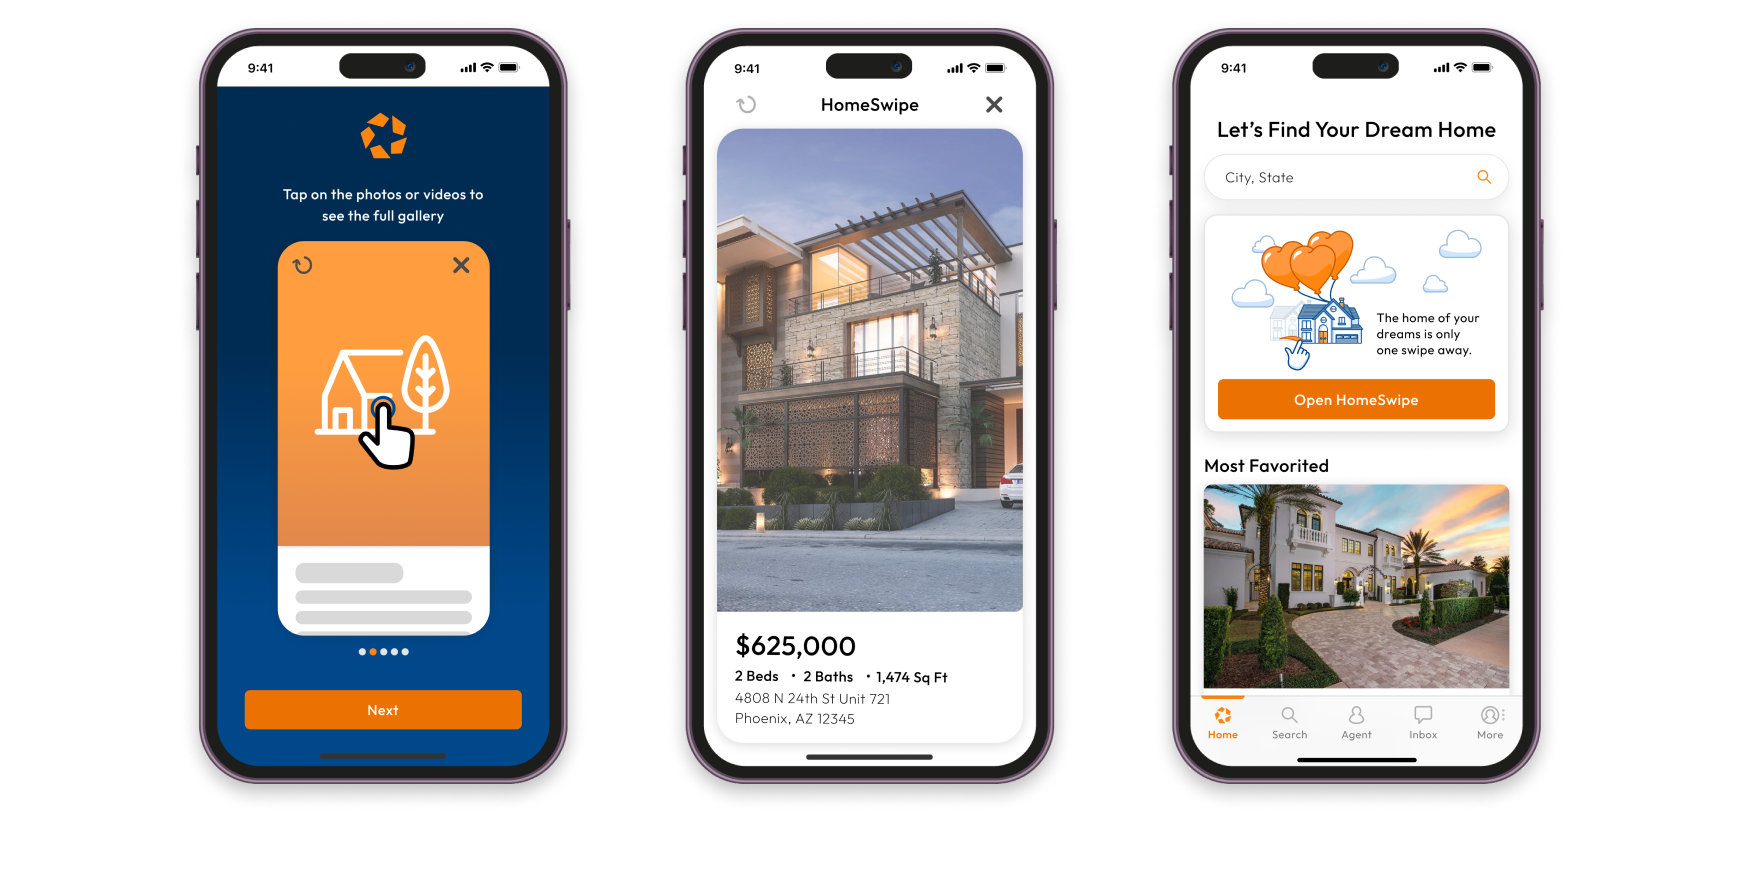 9:41
Tap on the photos or videos to
see the full gallery
Next
9:41
HomeSwipe
$625,000
2 Beds • 2 Baths • 1,474 Sq Ft
4808 N 24th St Unit 721
Phoenix, AZ 12345
9:41
Let's Find Your Dream Home
City, State
The home of your
dreams is only
one swipe away.
Open HomeSwipe
Most Favorited
Home Search Agent Inbox More